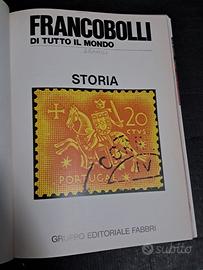 FRANCOBOLLI
DI TUTTO IL MONDO
STORIA
20
CTVS
PORTUGAL
GRUPPO EDITORIALE FABBRI
subito